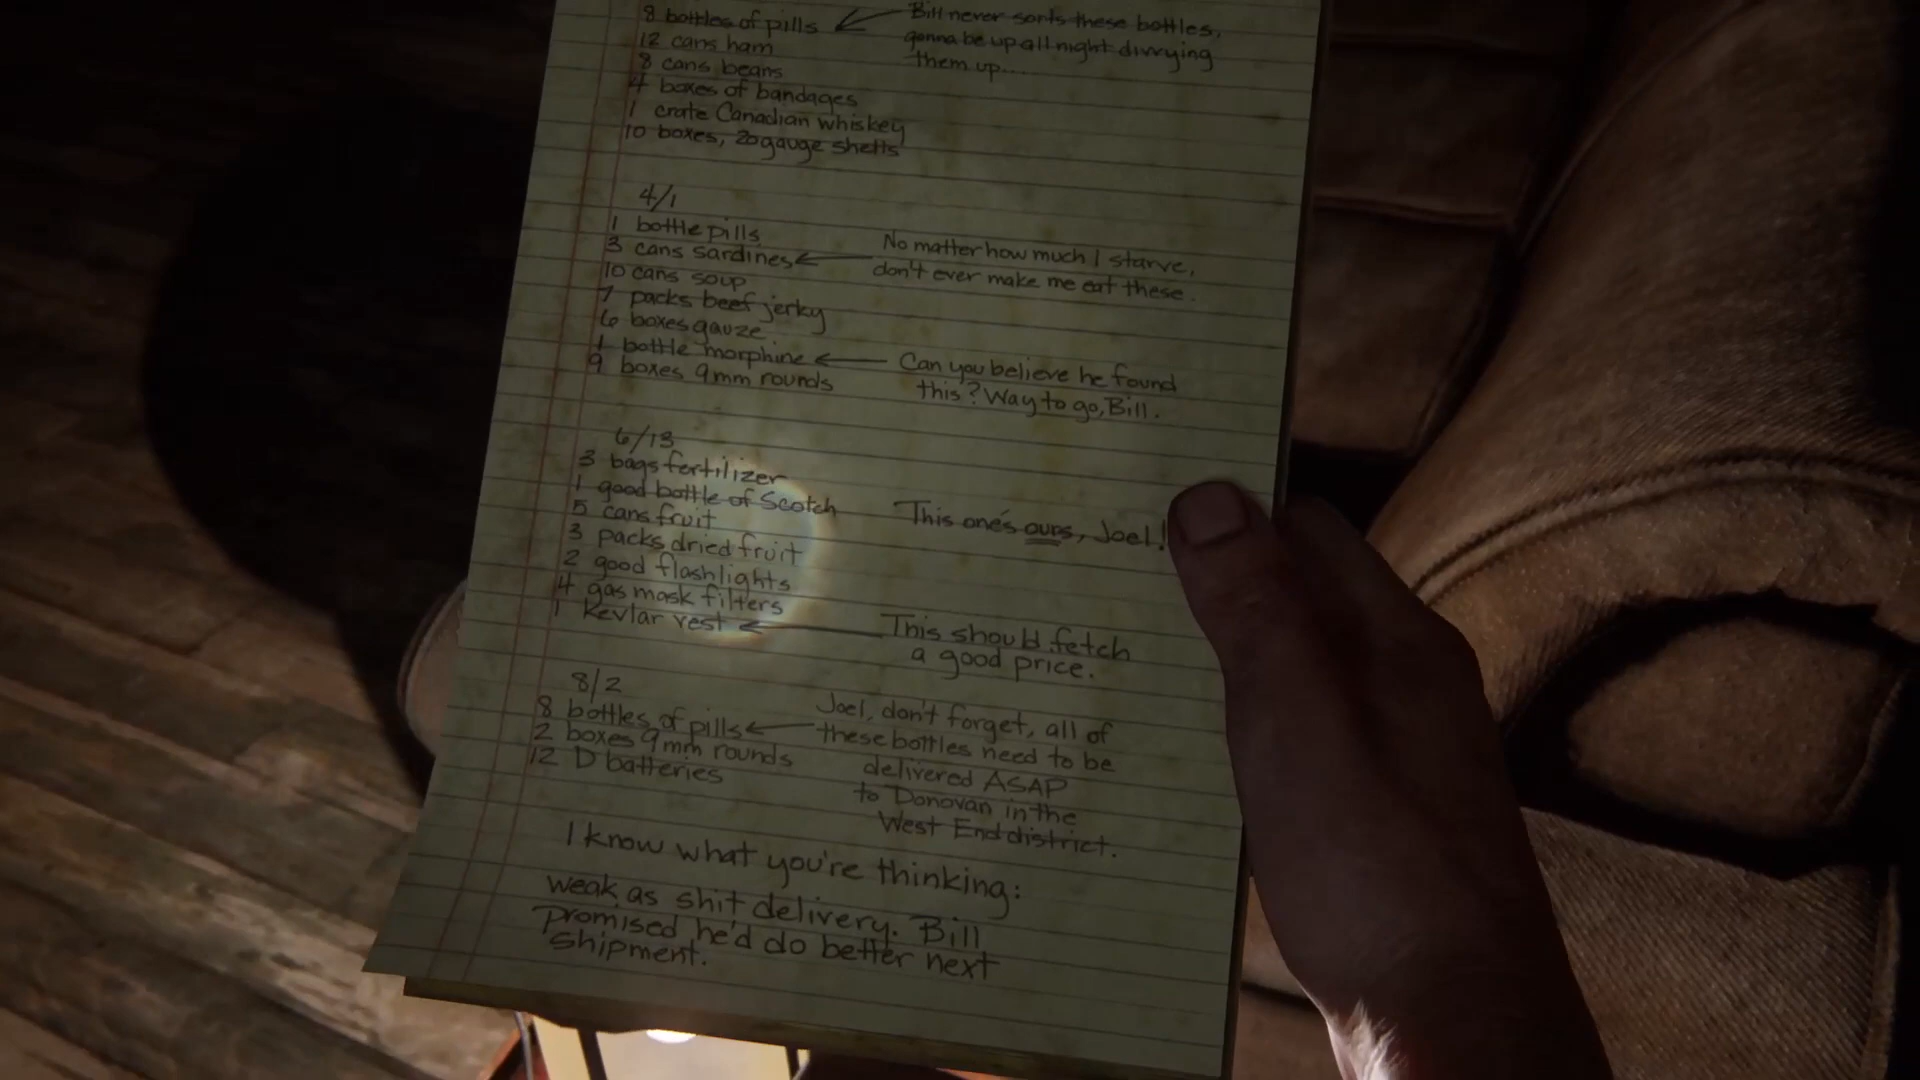 8 bottles of pills
Bill never sorts these bottles,
gonna be up all night divvying
them up....
12 cans ham
8 cans beans
4 boxes of bandages
1 crate Canadian whiskey
10 boxes, 20 gauge shells
4/1
1 bottle pills
3 cans sardines
No matter how much I starve,
don't ever make me eat these.
10 cans soup
7 packs beef jerky
6 boxes gauze
1 bottle morphine
Can you believe he found
this? Way to go, Bill.
9 boxes 9mm rounds
6/13
3 bags fertilizer
1 good bottle of Scotch
This one's ours, Joel!
5 cans fruit
3 packs dried fruit
2 good flashlights
4 gas mask filters
1 Kevlar vest
This should fetch
a good price.
8/2
8 bottles of pills
Joel, don't forget, all of
these bottles need to be
delivered ASAP
to Donovan in the
West End district.
2 boxes 9mm rounds
12 D batteries
I know what you're thinking:
weak as shit delivery. Bill
promised he'd do better next
shipment.